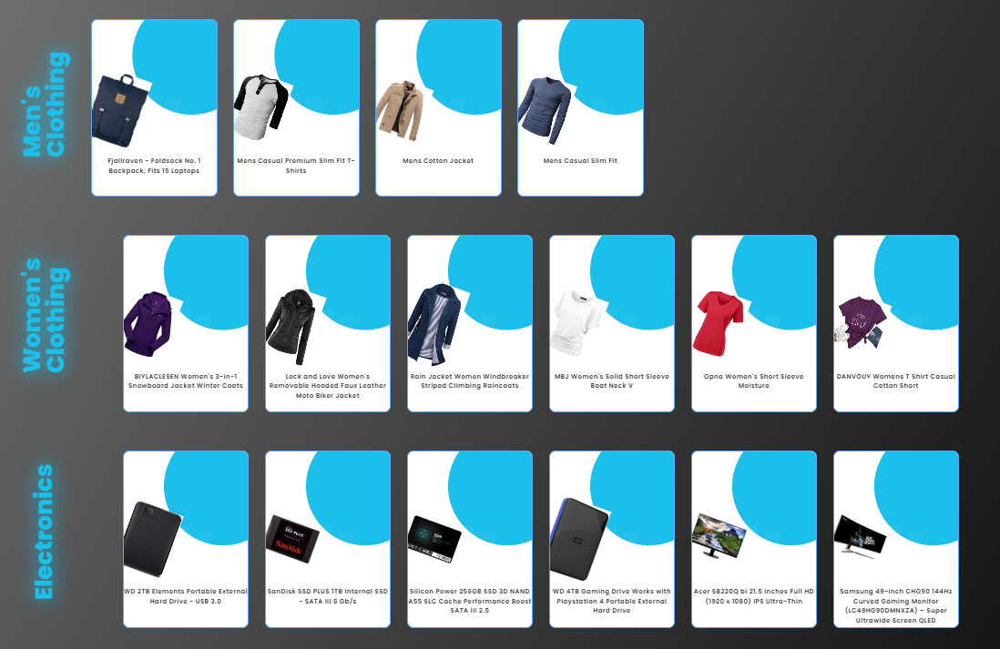 Men's
Clothing
Fjallraven - Foldsack No. 1
Backpack, Fits 15 Laptops
Mens Casual Premium Slim Fit T-
Shirts
Mens Cotton Jacket
Mens Casual Slim Fit
Women's
Clothing
BIYLACLESEN Women's 3-in-1
Snowboard Jacket Winter Coats
Lock and Love Women's
Removable Hooded Faux Leather
Moto Biker Jacket
Rain Jacket Women Windbreaker
Striped Climbing Raincoats
MBJ Women's Solid Short Sleeve
Boat Neck V
Opna Women's Short Sleeve
Moisture
DANVOUY Womens T Shirt Casual
Cotton Short
Electronics
WD 2TB Elements Portable External
Hard Drive - USB 3.0
SSD PLUS
SanDisk
SanDisk SSD PLUS 1TB Internal SSD
- SATA III 6 Gb/s
Silicon Power 256GB SSD 3D NAND
A55 SLC Cache Performance Boost
SATA III 2.5
WD
WD 4TB Gaming Drive Works with
Playstation 4 Portable External
Hard Drive
Acer SB220Q bi 21.5 inches Full HD
(1920 x 1080) IPS Ultra-Thin
Samsung 49-Inch CHG90 144Hz
Curved Gaming Monitor
(LC49HG90DMNXZA) – Super
Ultrawide Screen QLED